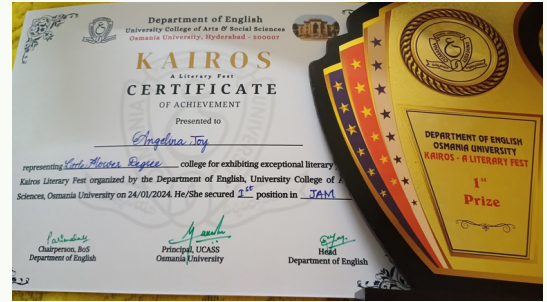 Department of English
University College of Arts & Social Sciences
Osmania University, Hyderabad - 500007
KAIROS
A Literary Fest
CERTIFICATE
OF ACHIEVEMENT
Presented to
Angelina Joy
representing Little Flower Degree college for exhibiting exceptional literary
Kairos Literary Fest organized by the Department of English, University College of
Sciences, Osmania University on 24/01/2024. He/She secured 1st position in JAM
Chairperson, BoS
Department of English
Principal, UCASS
Osmania University
Head
Department of English
DEPARTMENT OF ENGLISH
OSMANIA UNIVERSITY
KAIROS - A LITERARY FEST
1st
Prize